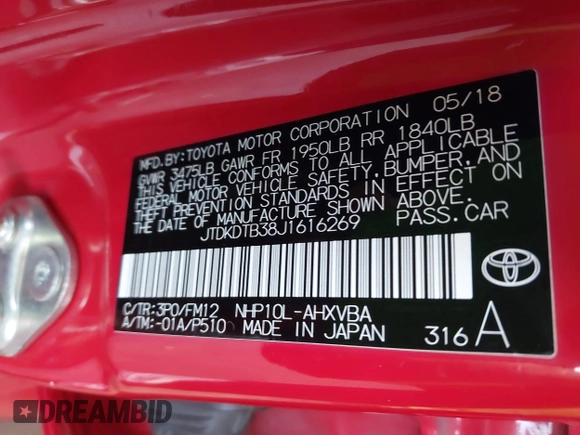 MFD.BY:TOYOTA MOTOR CORPORATION 05/18
GVWR 3475LB GAWR FR 1950LB RR 1840LB
THIS VEHICLE CONFORMS TO ALL APPLICABLE
FEDERAL MOTOR VEHICLE SAFETY,BUMPER,AND
THEFT PREVENTION STANDARDS IN EFFECT ON
THE DATE OF MANUFACTURE SHOWN ABOVE.
JTDKDTB38J1616269 PASS.CAR
C/TR:3P0/FM12 NHP10L-AHXVBA
A/TM:-01A/P510 MADE IN JAPAN 316A
DREAMBID